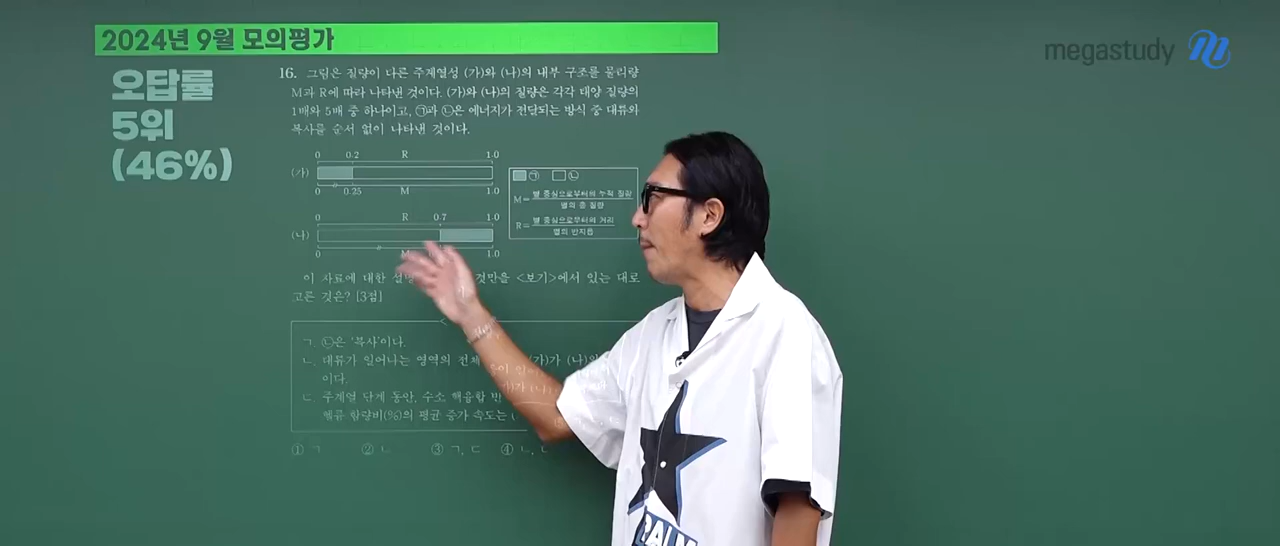 2024년 9월 모의평가
megastudy
오답률
5위
(46%)
16. 그림은 질량이 다른 주계열성 (가)와 (나)의 내부 구조를 물리량
M과 R에 따라 나타낸 것이다. (가)와 (나)의 질량은 각각 태양 질량의
1배와 5배 중 하나이고, ㉠과 ㉡은 에너지가 전달되는 방식 중 대류와
복사를 순서 없이 나타낸 것이다.
0 0.2 R 1.0
(가)
0 0.25 M 1.0
㉠ ㉡
M= 별 중심으로부터의 누적 질량
별의 총 질량
R= 별 중심으로부터의 거리
별의 반지름
0 R 0.7 1.0
(나)
0 M 1.0
이 자료에 대한 것만을 <보기>에서 있는 대로
고른 것은? [3점]
ㄱ. ㉡은 '복사'이다.
ㄴ. 대류가 일어나는 영역의 전체 (가)가 (나)의
이다.
ㄷ. 주계열 단계 동안, 수소 핵융합
헬륨 함량비(%)의 평균 증가 속도는
① ㄱ ② ㄴ ③ ㄱ, ㄷ ④ ㄴ, ㄷ
PALM